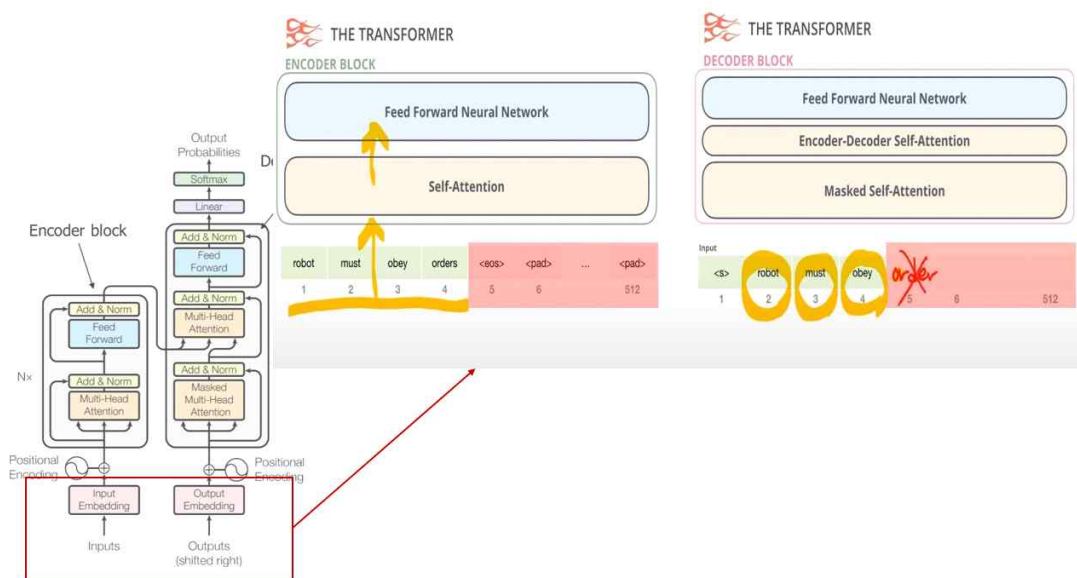 THE TRANSFORMER
ENCODER BLOCK
Feed Forward Neural Network
Self-Attention
robot must obey orders <eos> <pad> ... <pad>
1 2 3 4 5 6 512
THE TRANSFORMER
DECODER BLOCK
Feed Forward Neural Network
Encoder-Decoder Self-Attention
Masked Self-Attention
Input
<s> robot must obey order
1 2 3 4 5 6 512
Output
Probabilities
Softmax
Linear
Add & Norm
Feed
Forward
Add & Norm
Multi-Head
Attention
Add & Norm
Masked
Multi-Head
Attention
Positional
Encoding
Output
Embedding
Outputs
(shifted right)
Encoder block
Add & Norm
Feed
Forward
N×
Add & Norm
Multi-Head
Attention
Positional
Encoding
Input
Embedding
Inputs